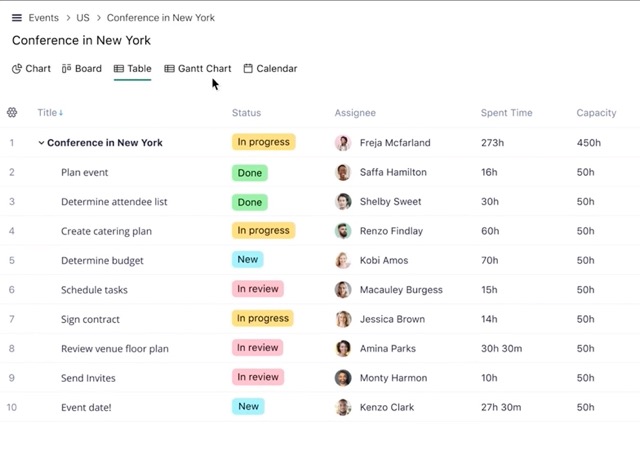 Events > US > Conference in New York
Conference in New York
Chart Board Table Gantt Chart Calendar
Title↓ Status Assignee Spent Time Capacity
1 Conference in New York In progress Freja Mcfarland 273h 450h
2 Plan event Done Saffa Hamilton 16h 50h
3 Determine attendee list Done Shelby Sweet 30h 50h
4 Create catering plan In progress Renzo Findlay 60h 50h
5 Determine budget New Kobi Amos 70h 50h
6 Schedule tasks In review Macauley Burgess 15h 50h
7 Sign contract In progress Jessica Brown 14h 50h
8 Review venue floor plan In review Amina Parks 30h 30m 50h
9 Send Invites In review Monty Harmon 10h 50h
10 Event date! New Kenzo Clark 27h 30m 50h